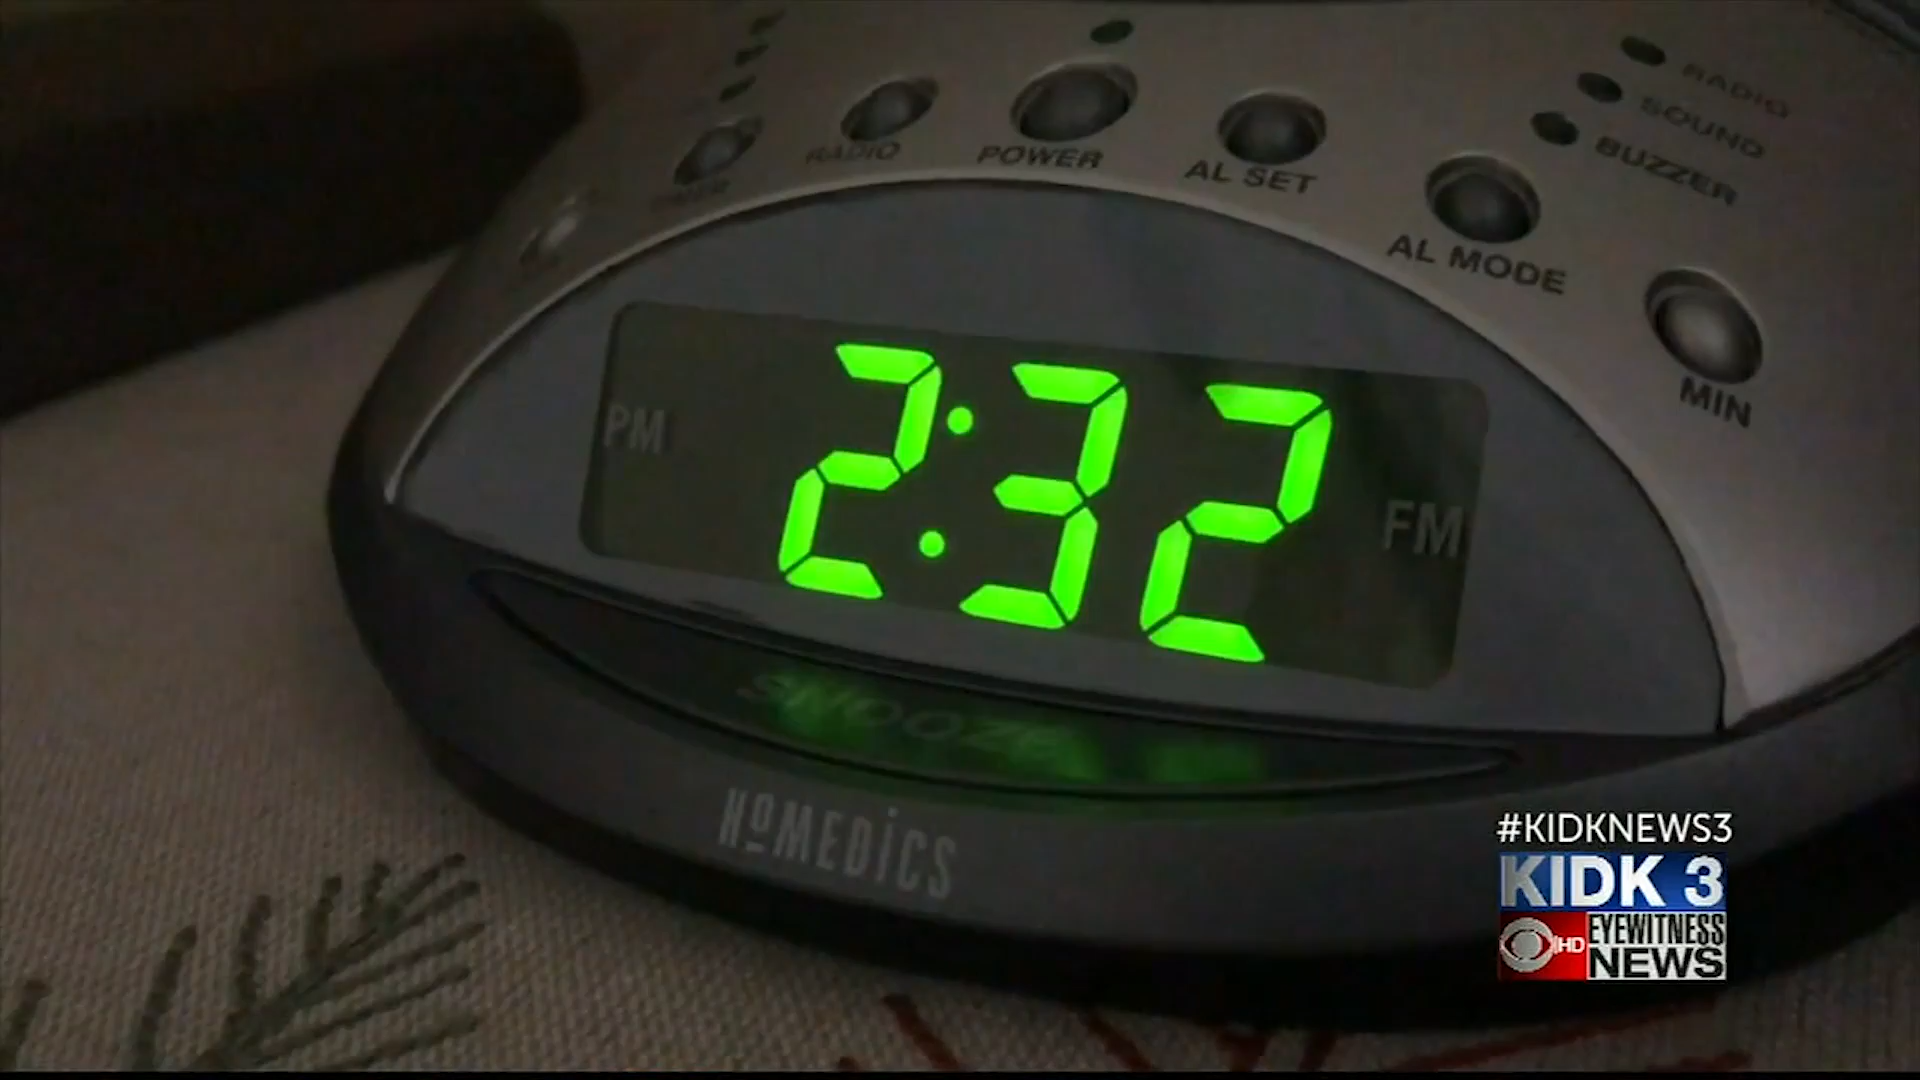 RADIO
SOUND
BUZZER
RADIO
POWER
AL SET
AL MODE
MIN
PM
2:32
FM
SNOOZE
HoMEDiCS
#KIDKNEWS3
KIDK 3
HD
EYEWITNESS
NEWS